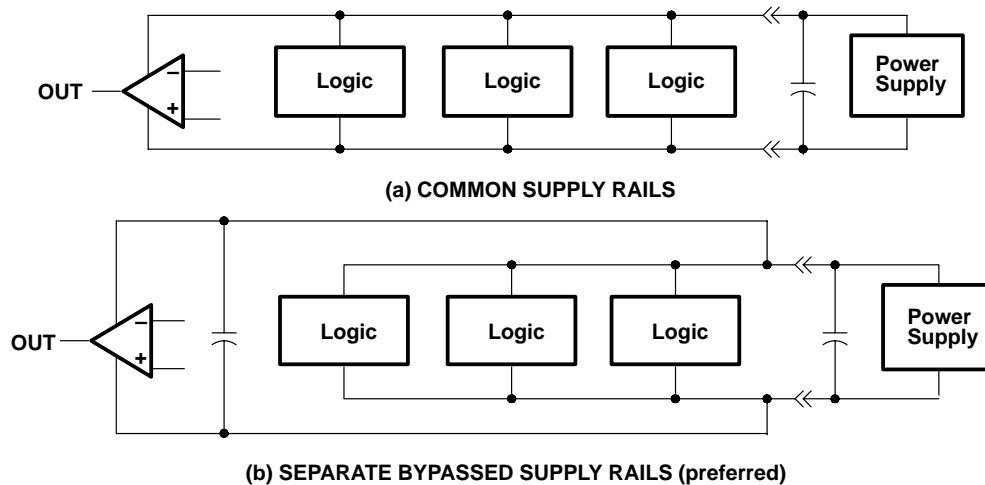 OUT
−
+
Logic
Logic
Logic
Power
Supply
(a) COMMON SUPPLY RAILS
OUT
−
+
Logic
Logic
Logic
Power
Supply
(b) SEPARATE BYPASSED SUPPLY RAILS (preferred)